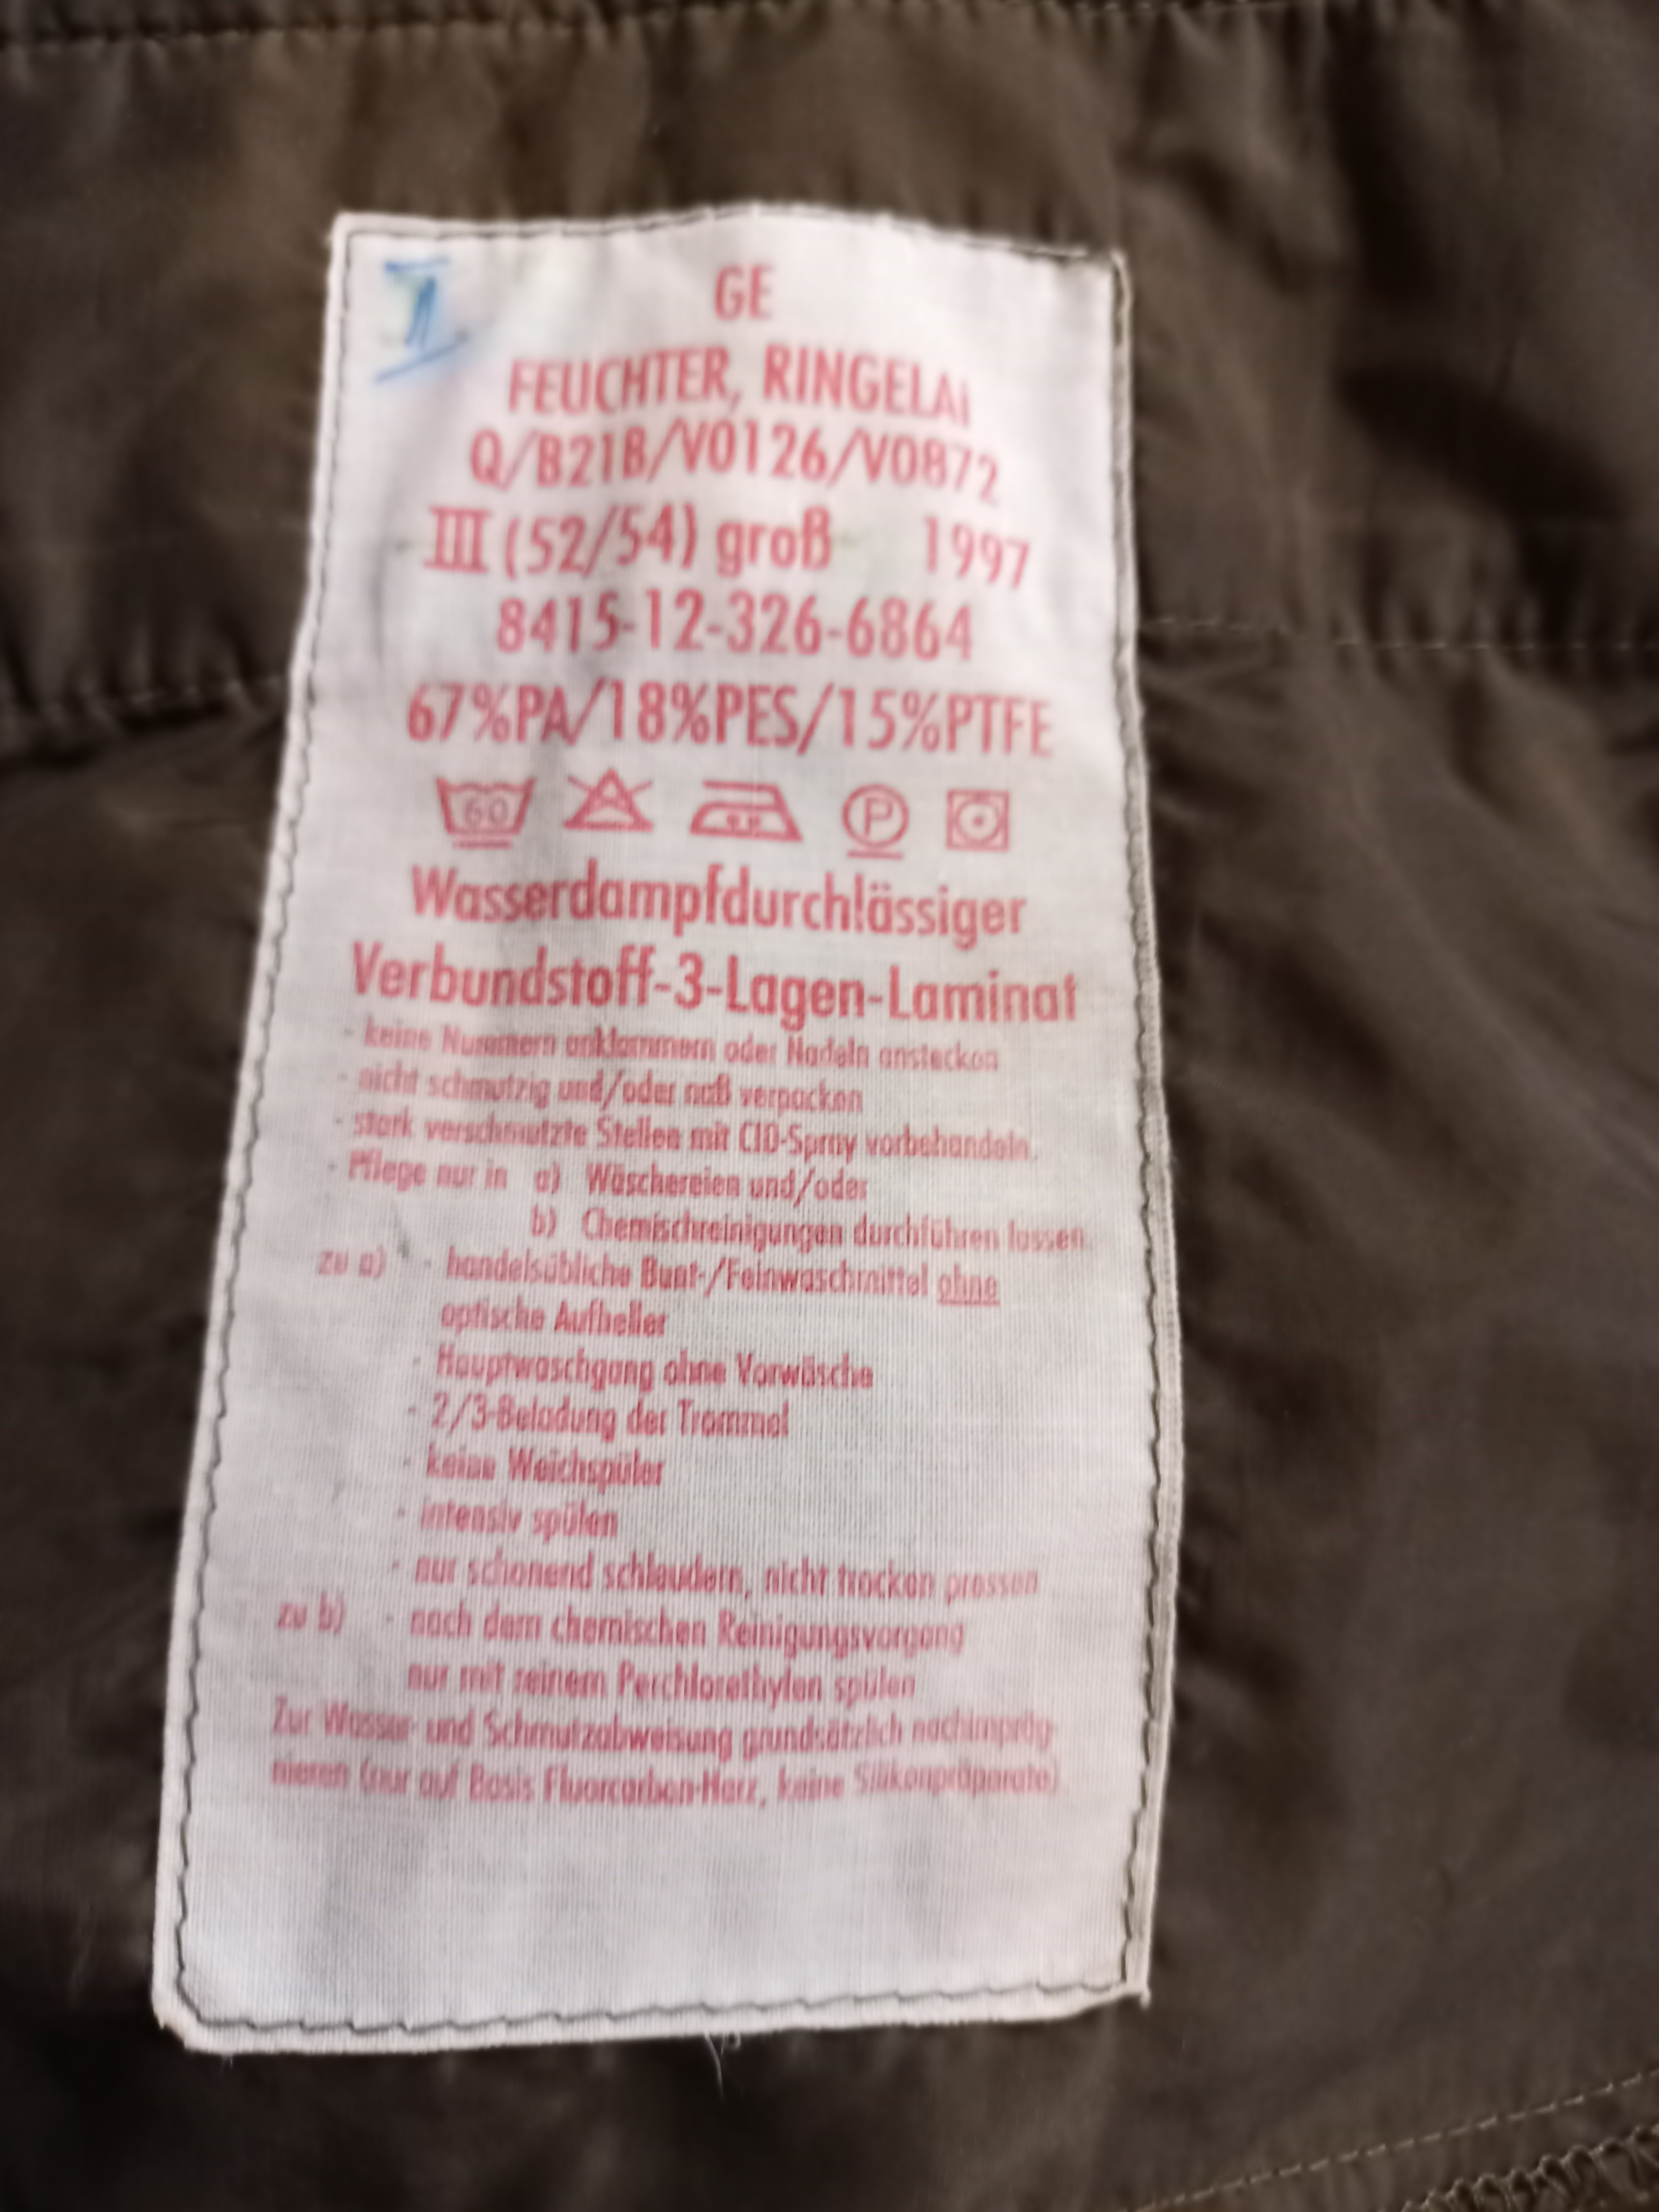 GE
FEUCHTER, RINGELAi
Q/B21B/V0126/V0872
III (52/54) groß 1997
8415-12-326-6864
67%PA/18%PES/15%PTFE
60 P
Wasserdampfdurchlässiger
Verbundstoff-3-Lagen-Laminat
- keine Nummern anklammern oder Nadeln anstecken
- nicht schmutzig und/oder naß verpacken
- stark verschmutzte Stellen mit C10-Spray vorbehandeln.
- Pflege nur in a) Wäschereien und/oder
b) Chemischreinigungen durchführen lassen.
zu a) - handelsübliche Bunt-/Feinwaschmittel ohne
optische Aufheller
- Hauptwaschgang ohne Vorwäsche
- 2/3-Beladung der Trommel
- keine Weichspüler
- intensiv spülen
- nur schonend schleudern, nicht trocken pressen
zu b) - nach dem chemischen Reinigungsvorgang
nur mit reinem Perchlorethylen spülen
Zur Wasser- und Schmutzabweisung grundsätzlich nachimpräg-
nieren (nur auf Basis Fluorcarbon-Harz, keine Silikonpräparate).